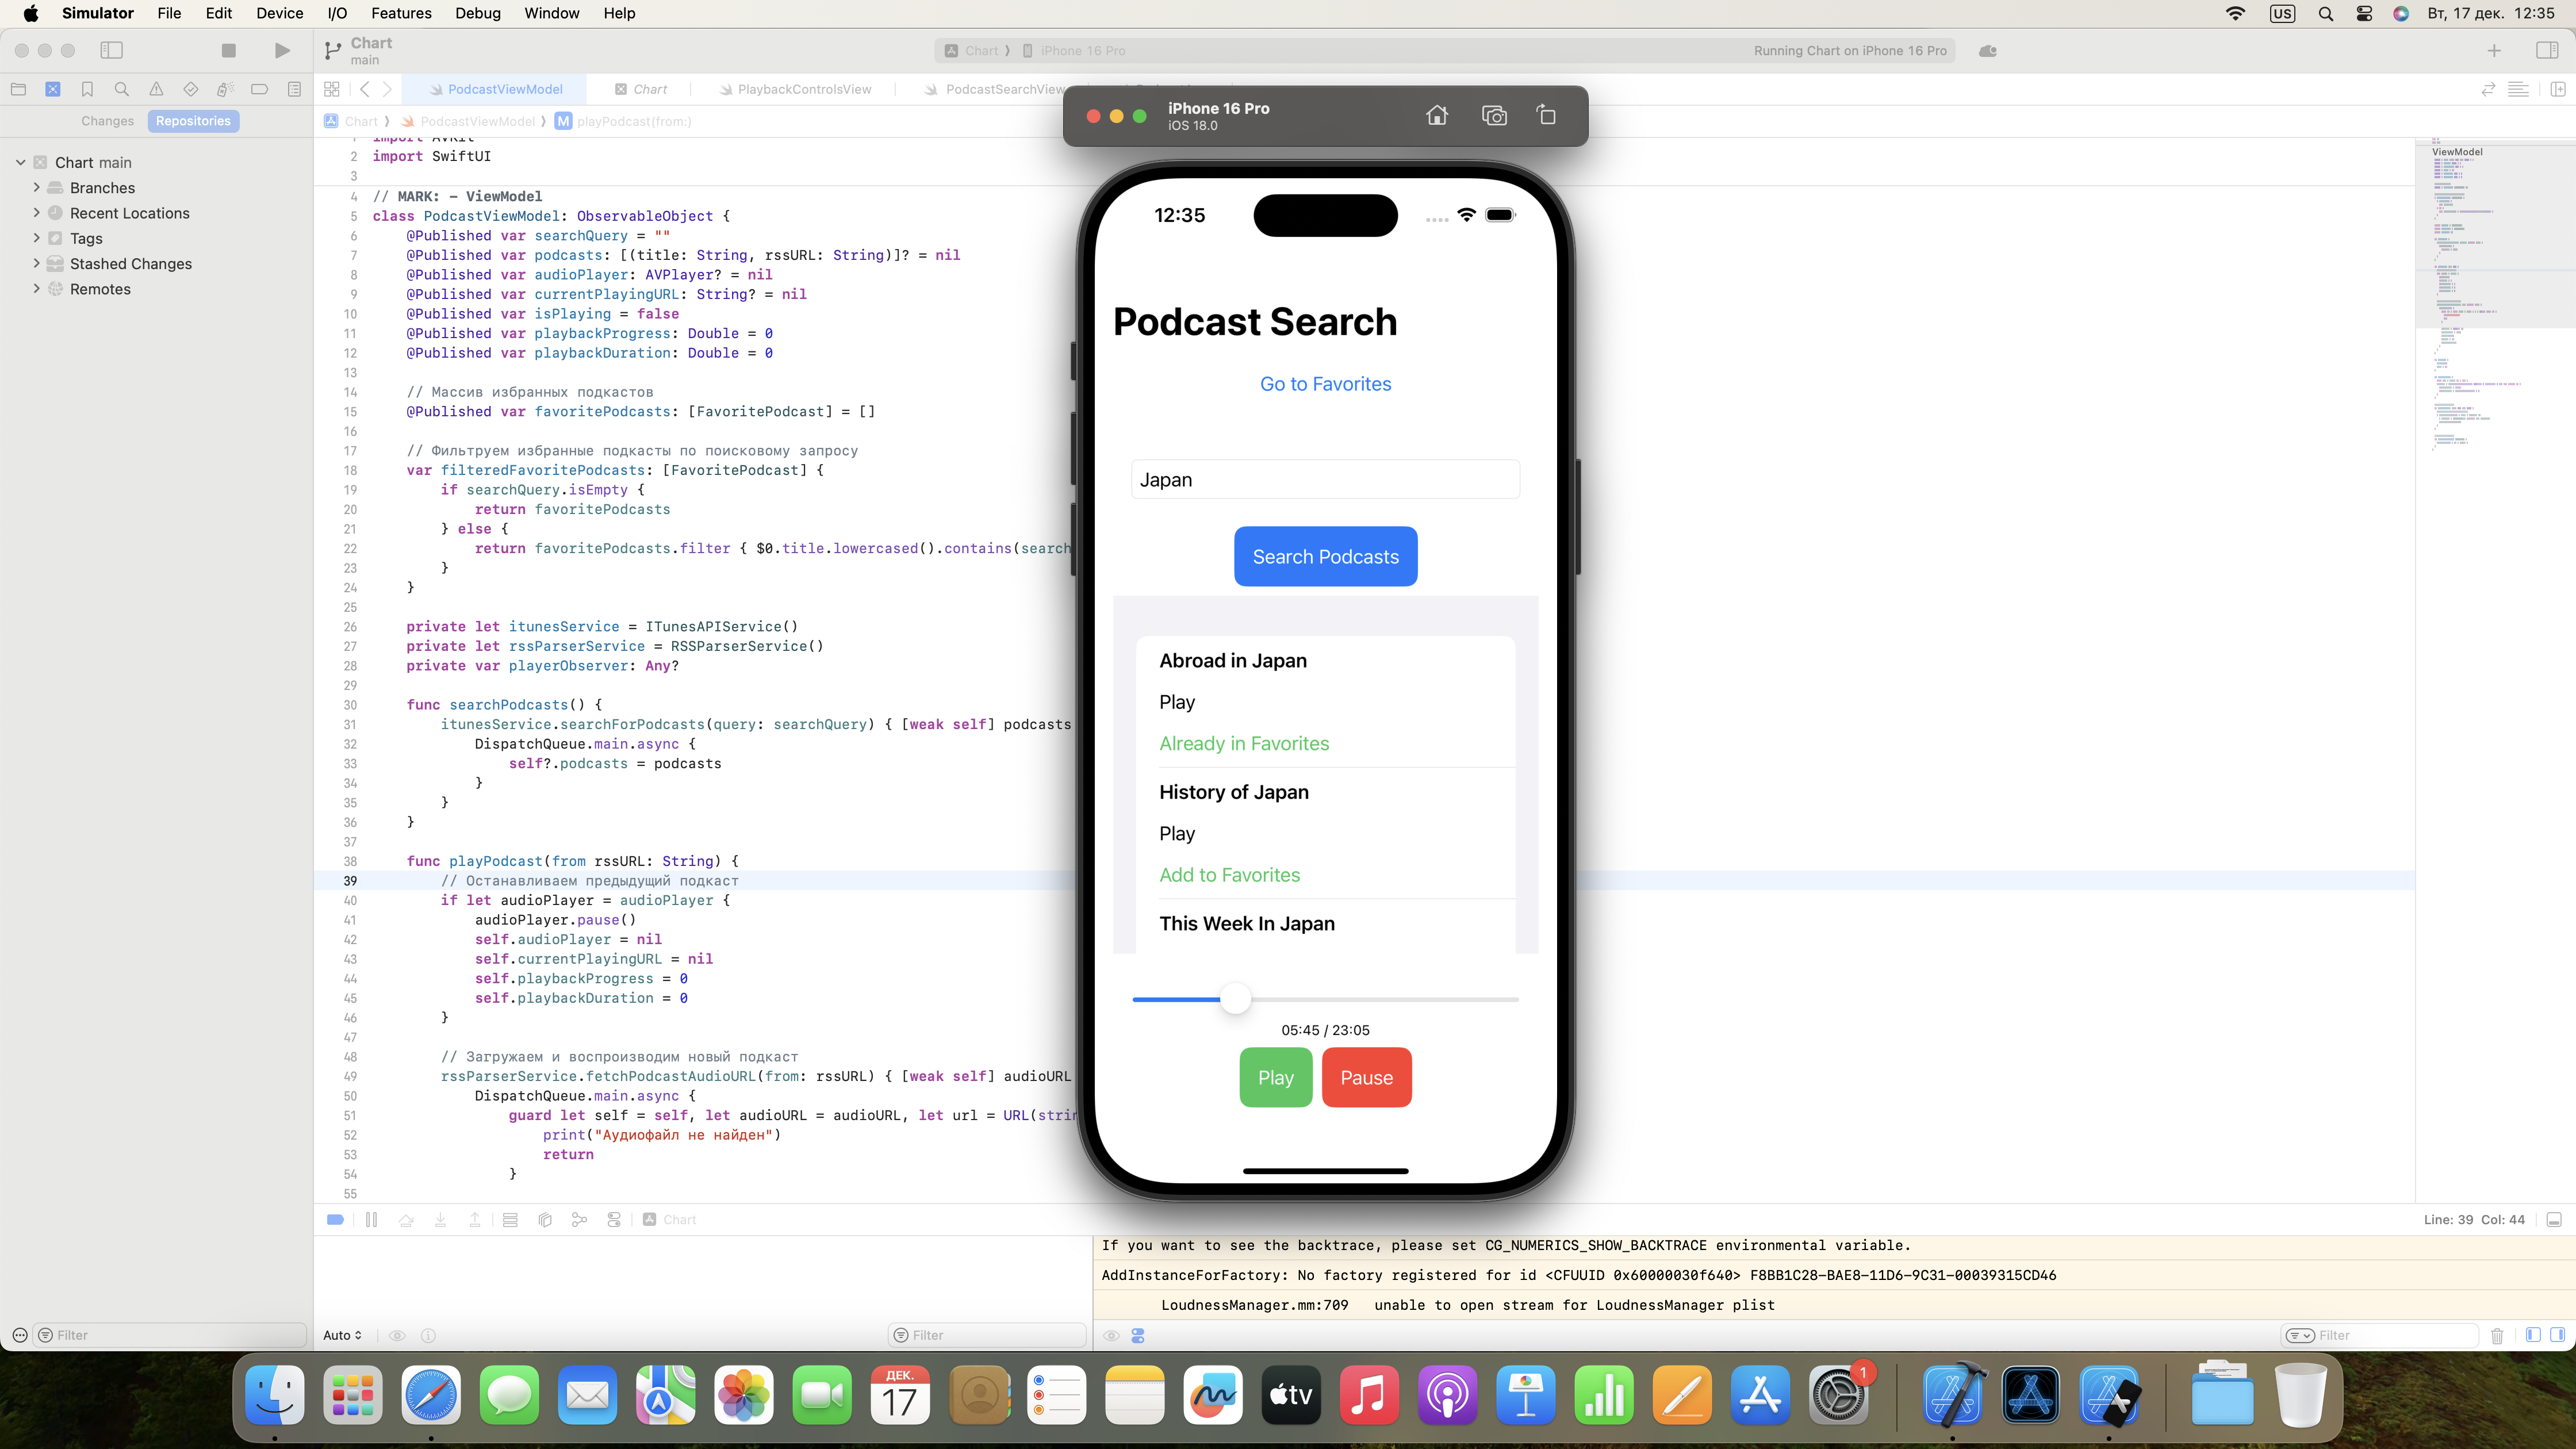 Simulator File Edit Device I/O Features Debug Window Help US Вт, 17 дек. 12:35
Chart
main
Chart iPhone 16 Pro Running Chart on iPhone 16 Pro
PodcastViewModel Chart PlaybackControlsView PodcastSearchView
Changes Repositories
Chart PodcastViewModel M playPodcast(from:)
Chart main
Branches
Recent Locations
Tags
Stashed Changes
Remotes
1 import AVKit
2 import SwiftUI
3
4 // MARK: - ViewModel
5 class PodcastViewModel: ObservableObject {
6 @Published var searchQuery = ""
7 @Published var podcasts: [(title: String, rssURL: String)]? = nil
8 @Published var audioPlayer: AVPlayer? = nil
9 @Published var currentPlayingURL: String? = nil
10 @Published var isPlaying = false
11 @Published var playbackProgress: Double = 0
12 @Published var playbackDuration: Double = 0
13
14 // Массив избранных подкастов
15 @Published var favoritePodcasts: [FavoritePodcast] = []
16
17 // Фильтруем избранные подкасты по поисковому запросу
18 var filteredFavoritePodcasts: [FavoritePodcast] {
19 if searchQuery.isEmpty {
20 return favoritePodcasts
21 } else {
22 return favoritePodcasts.filter { $0.title.lowercased().contains(search
23 }
24 }
25
26 private let itunesService = ITunesAPIService()
27 private let rssParserService = RSSParserService()
28 private var playerObserver: Any?
29
30 func searchPodcasts() {
31 itunesService.searchForPodcasts(query: searchQuery) { [weak self] podcasts
32 DispatchQueue.main.async {
33 self?.podcasts = podcasts
34 }
35 }
36 }
37
38 func playPodcast(from rssURL: String) {
39 // Останавливаем предыдущий подкаст
40 if let audioPlayer = audioPlayer {
41 audioPlayer.pause()
42 self.audioPlayer = nil
43 self.currentPlayingURL = nil
44 self.playbackProgress = 0
45 self.playbackDuration = 0
46 }
47
48 // Загружаем и воспроизводим новый подкаст
49 rssParserService.fetchPodcastAudioURL(from: rssURL) { [weak self] audioURL
50 DispatchQueue.main.async {
51 guard let self = self, let audioURL = audioURL, let url = URL(strin
52 print("Аудиофайл не найден")
53 return
54 }
55
iPhone 16 Pro
iOS 18.0
12:35
Podcast Search
Go to Favorites
Japan
Search Podcasts
Abroad in Japan
Play
Already in Favorites
History of Japan
Play
Add to Favorites
This Week In Japan
05:45 / 23:05
Play Pause
ViewModel
Chart
Line: 39 Col: 44
If you want to see the backtrace, please set CG_NUMERICS_SHOW_BACKTRACE environmental variable.
AddInstanceForFactory: No factory registered for id <CFUUID 0x60000030f640> F8BB1C28-BAE8-11D6-9C31-00039315CD46
LoudnessManager.mm:709 unable to open stream for LoudnessManager plist
Filter Auto Filter Filter
ДЕК.
17
tv
1